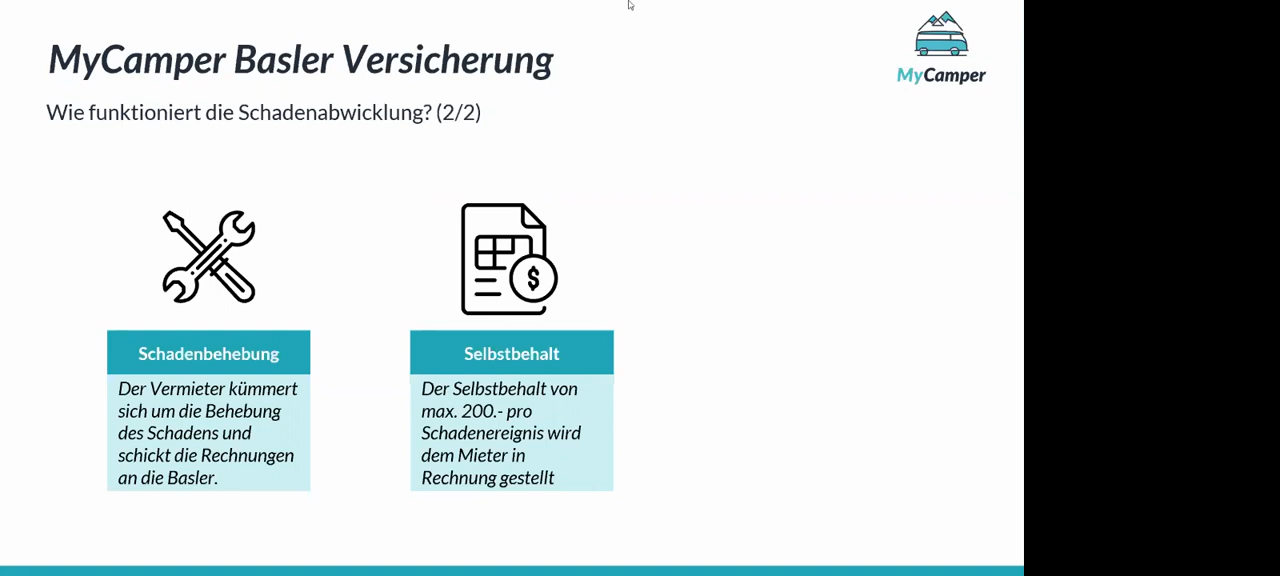 MyCamper Basler Versicherung
MyCamper
Wie funktioniert die Schadenabwicklung? (2/2)
$
Schadenbehebung
Der Vermieter kümmert
sich um die Behebung
des Schadens und
schickt die Rechnungen
an die Basler.
Selbstbehalt
Der Selbstbehalt von
max. 200.- pro
Schadenereignis wird
dem Mieter in
Rechnung gestellt